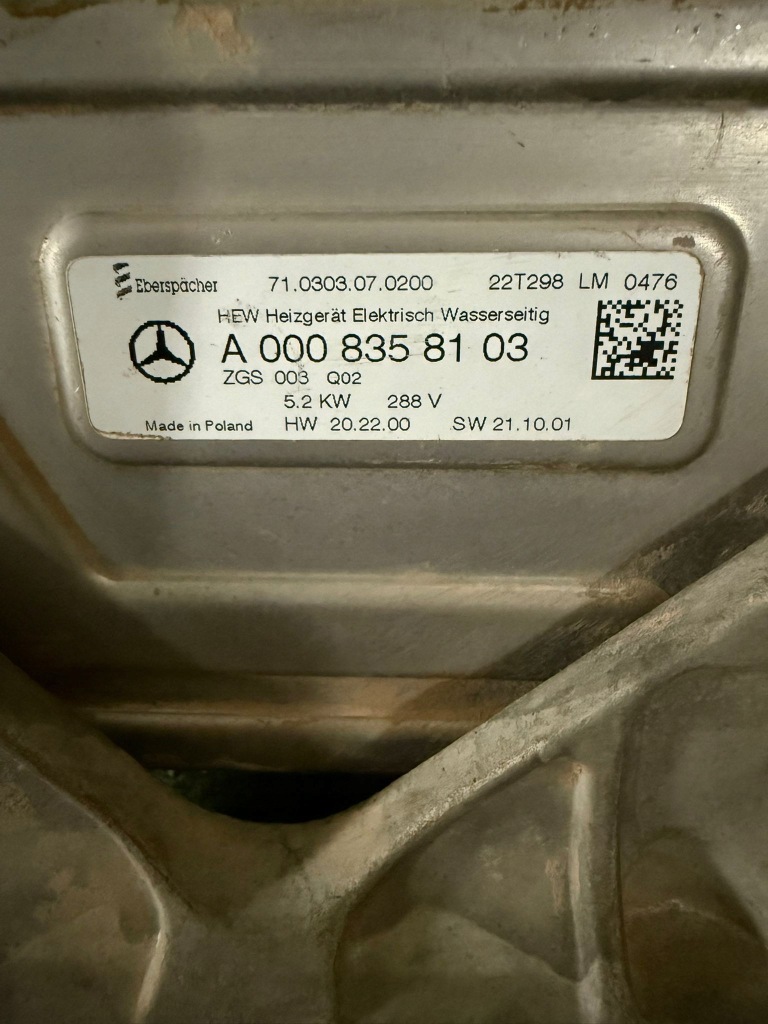 Eberspächer 71.0303.07.0200 22T298 LM 0476
HEW Heizgerät Elektrisch Wasserseitig
A 000 835 81 03
ZGS 003 Q02
5.2 KW 288 V
Made in Poland HW 20.22.00 SW 21.10.01